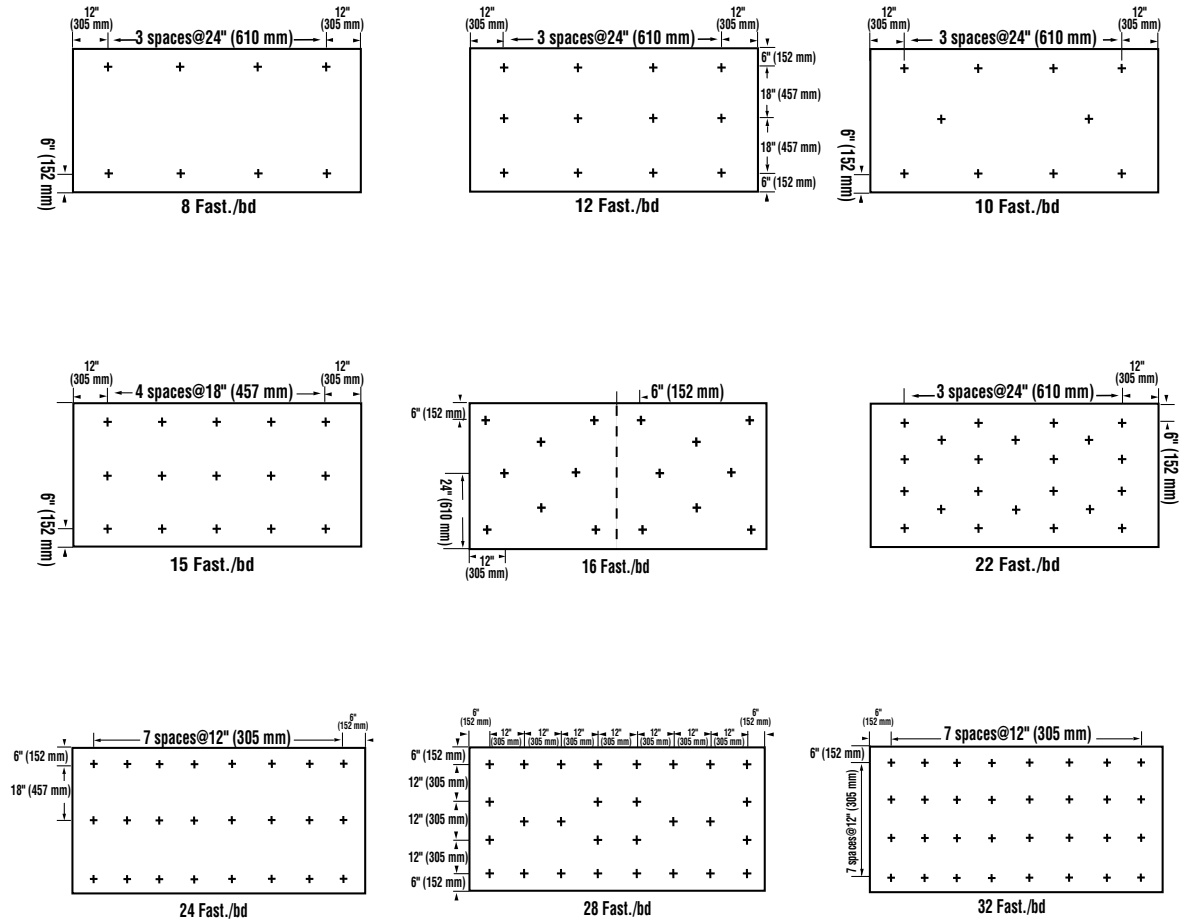 12"
(305 mm)
3 spaces@24" (610 mm)
12"
(305 mm)
6" (152 mm)
8 Fast./bd
12"
(305 mm)
3 spaces@24" (610 mm)
12"
(305 mm)
6" (152 mm)
18" (457 mm)
18" (457 mm)
6" (152 mm)
12 Fast./bd
12"
(305 mm)
3 spaces@24" (610 mm)
12"
(305 mm)
6" (152 mm)
10 Fast./bd
12"
(305 mm)
4 spaces@18" (457 mm)
12"
(305 mm)
6" (152 mm)
15 Fast./bd
6" (152 mm)
6" (152 mm)
24" (610 mm)
12"
(305 mm)
16 Fast./bd
3 spaces@24" (610 mm)
12"
(305 mm)
6" (152 mm)
22 Fast./bd
7 spaces@12" (305 mm)
6"
(152 mm)
6" (152 mm)
18" (457 mm)
24 Fast./bd
6"
(152 mm)
12"
(305 mm)
12"
(305 mm)
12"
(305 mm)
12"
(305 mm)
12"
(305 mm)
12"
(305 mm)
12"
(305 mm)
6"
(152 mm)
6" (152 mm)
12" (305 mm)
12" (305 mm)
12" (305 mm)
6" (152 mm)
28 Fast./bd
6"
(152 mm)
7 spaces@12" (305 mm)
6" (152 mm)
7 spaces@12" (305 mm)
32 Fast./bd